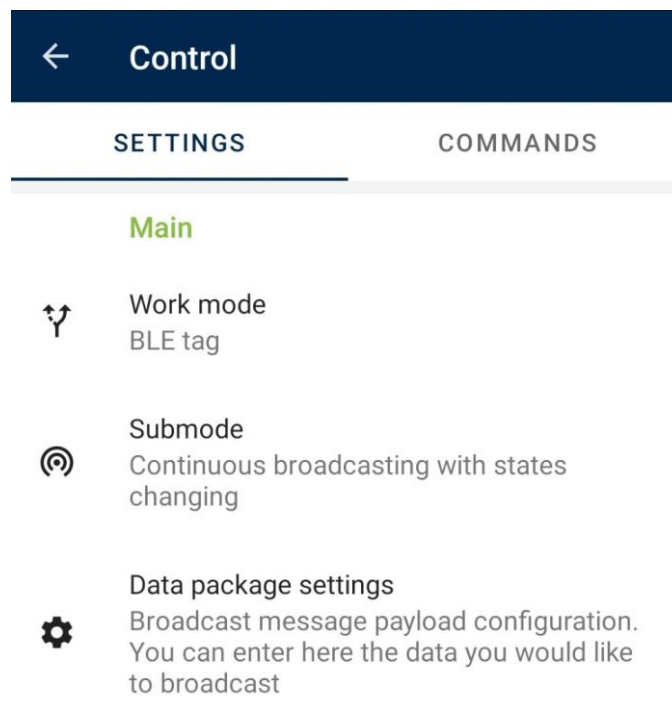 Control
SETTINGS
COMMANDS
Main
Work mode
BLE tag
Submode
Continuous broadcasting with states
changing
Data package settings
Broadcast message payload configuration.
You can enter here the data you would like
to broadcast